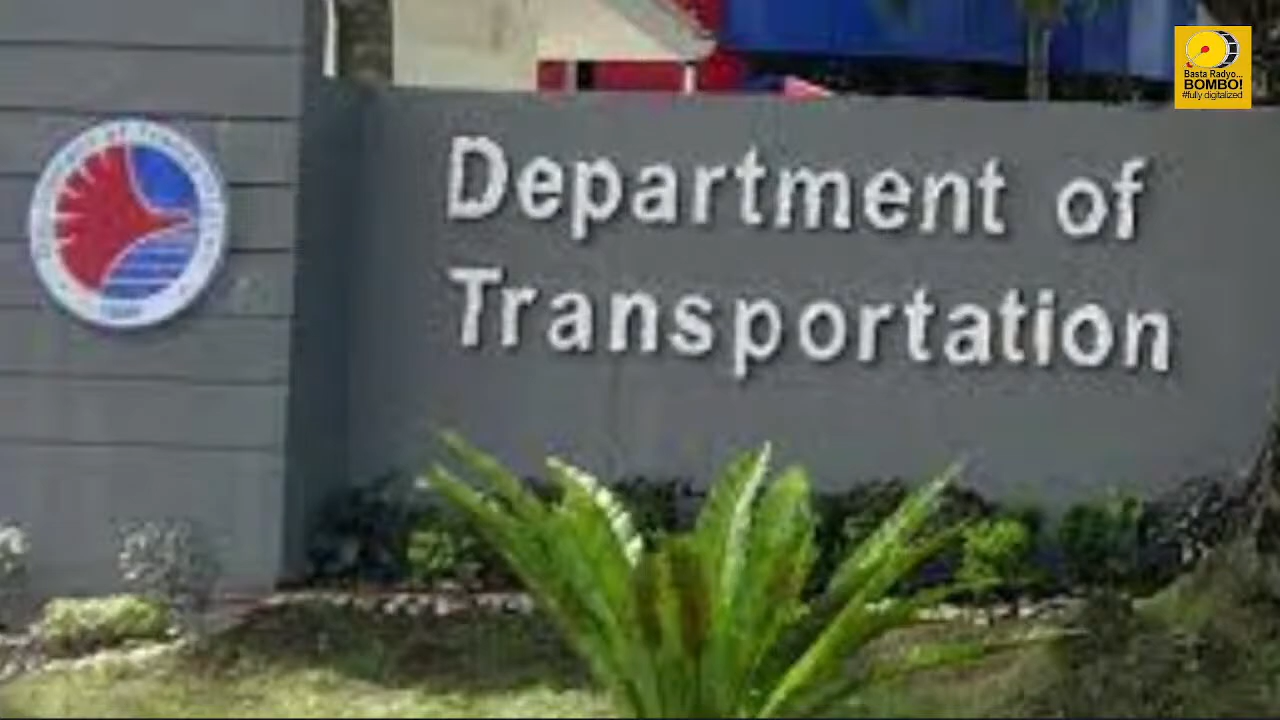 Department of
Transportation
Basta Radyo...
BOMBO!
#fully digitalized